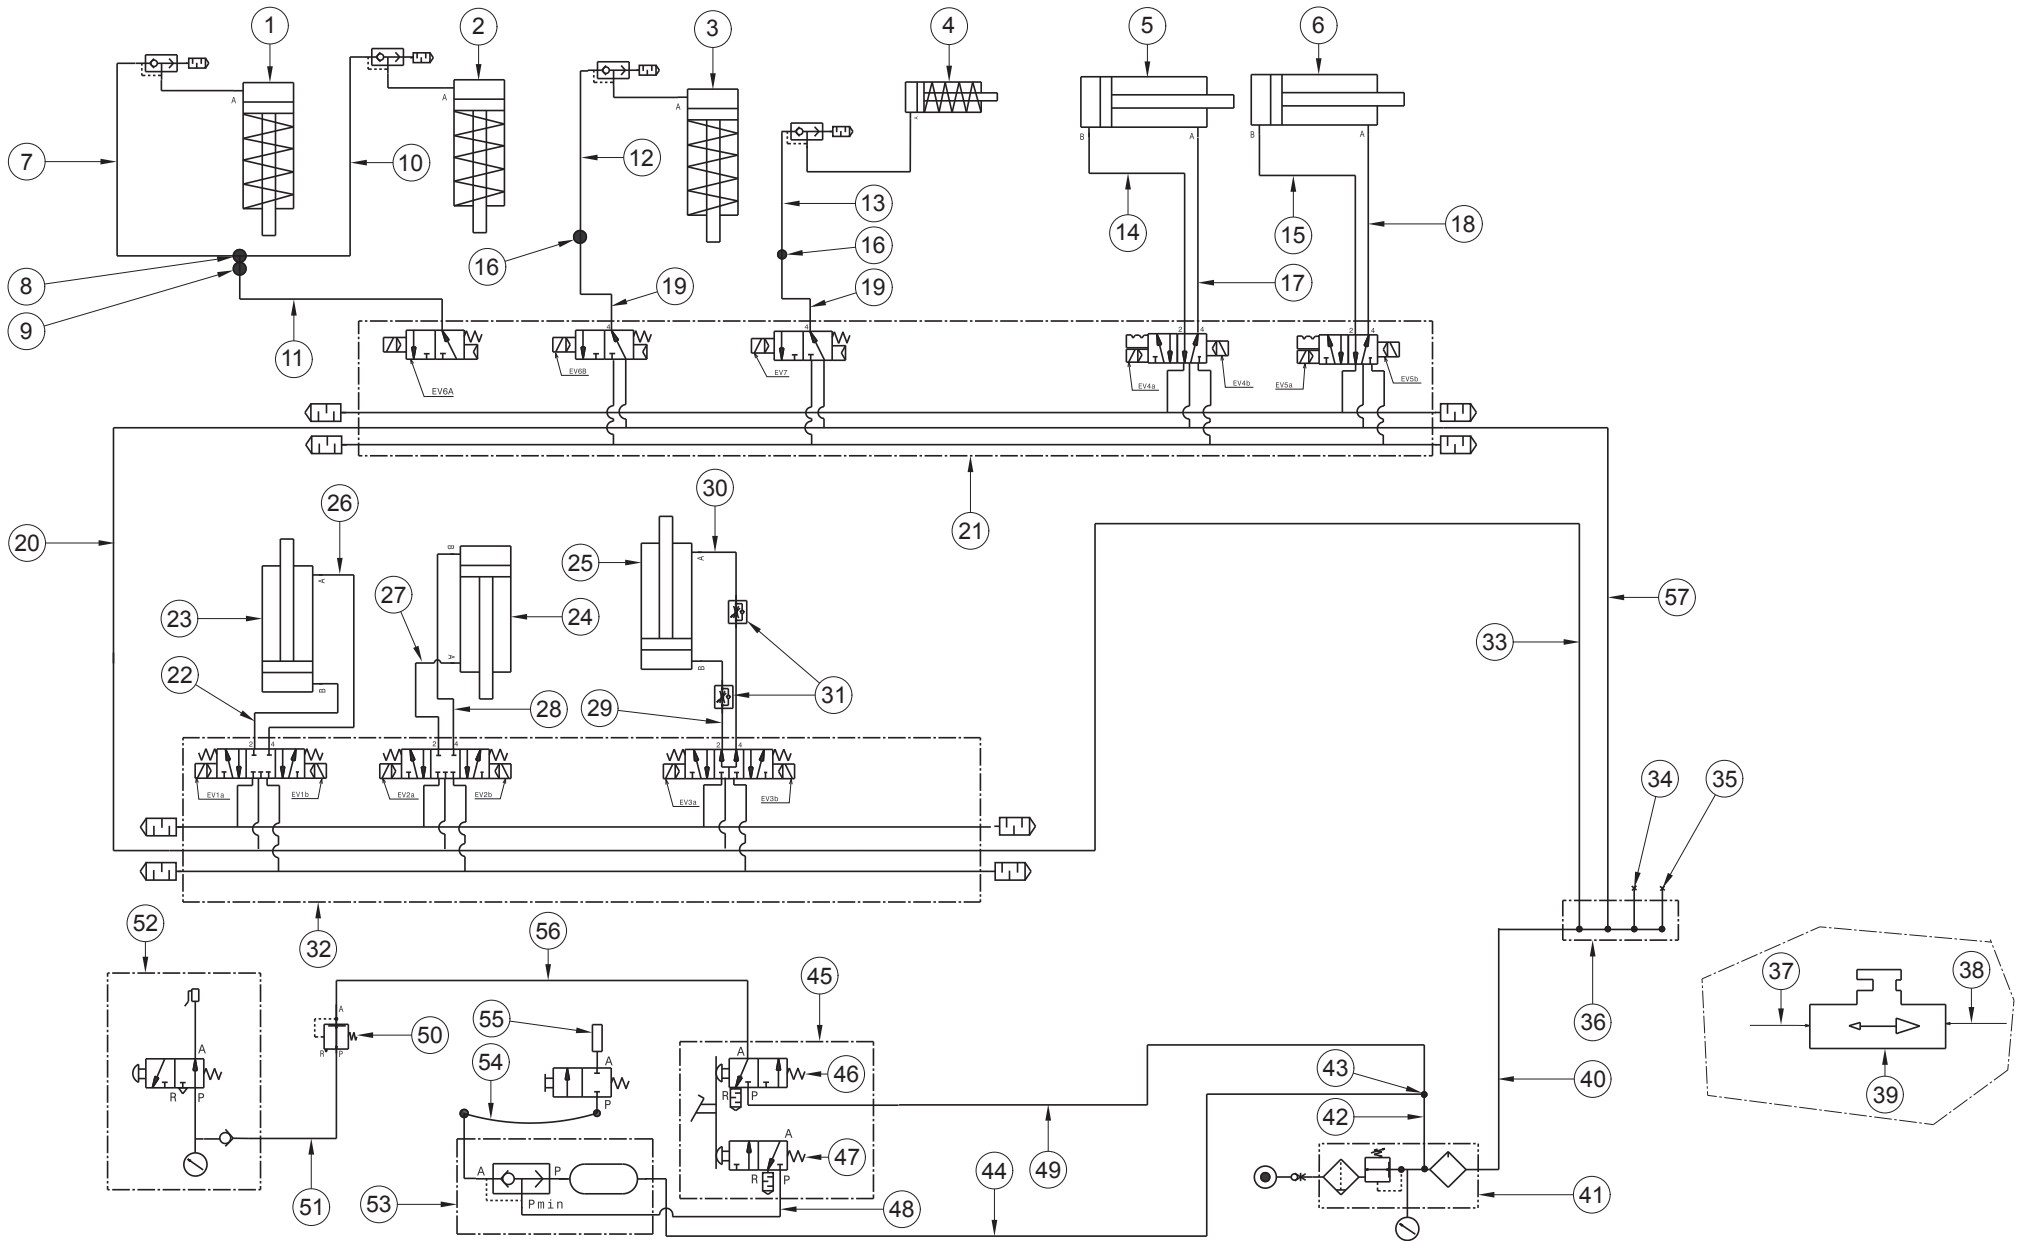 1 2 3 4 5 6
A A A A
B A B A
7 10 12 13 14 15 18
8 16 16 17
9 11 19 19
4 4 2 4 2 4
EV6A EV6B EV7 EV4a EV4b EV5a EV5b
20 21
26 30
A B A
23 27 24 25 57
22 A 31 33
B B
28 29
2 4 2 4 2 4
EV1a EV1b EV2a EV2b EV3a EV3b
34 35
52 32 56 45 36 37 38
39
A
50
R P
55
54
A
P
A
46
R P
43 40
42
A
R P
51
53
A P
Pmin
A
47
R P
48 44 49 41